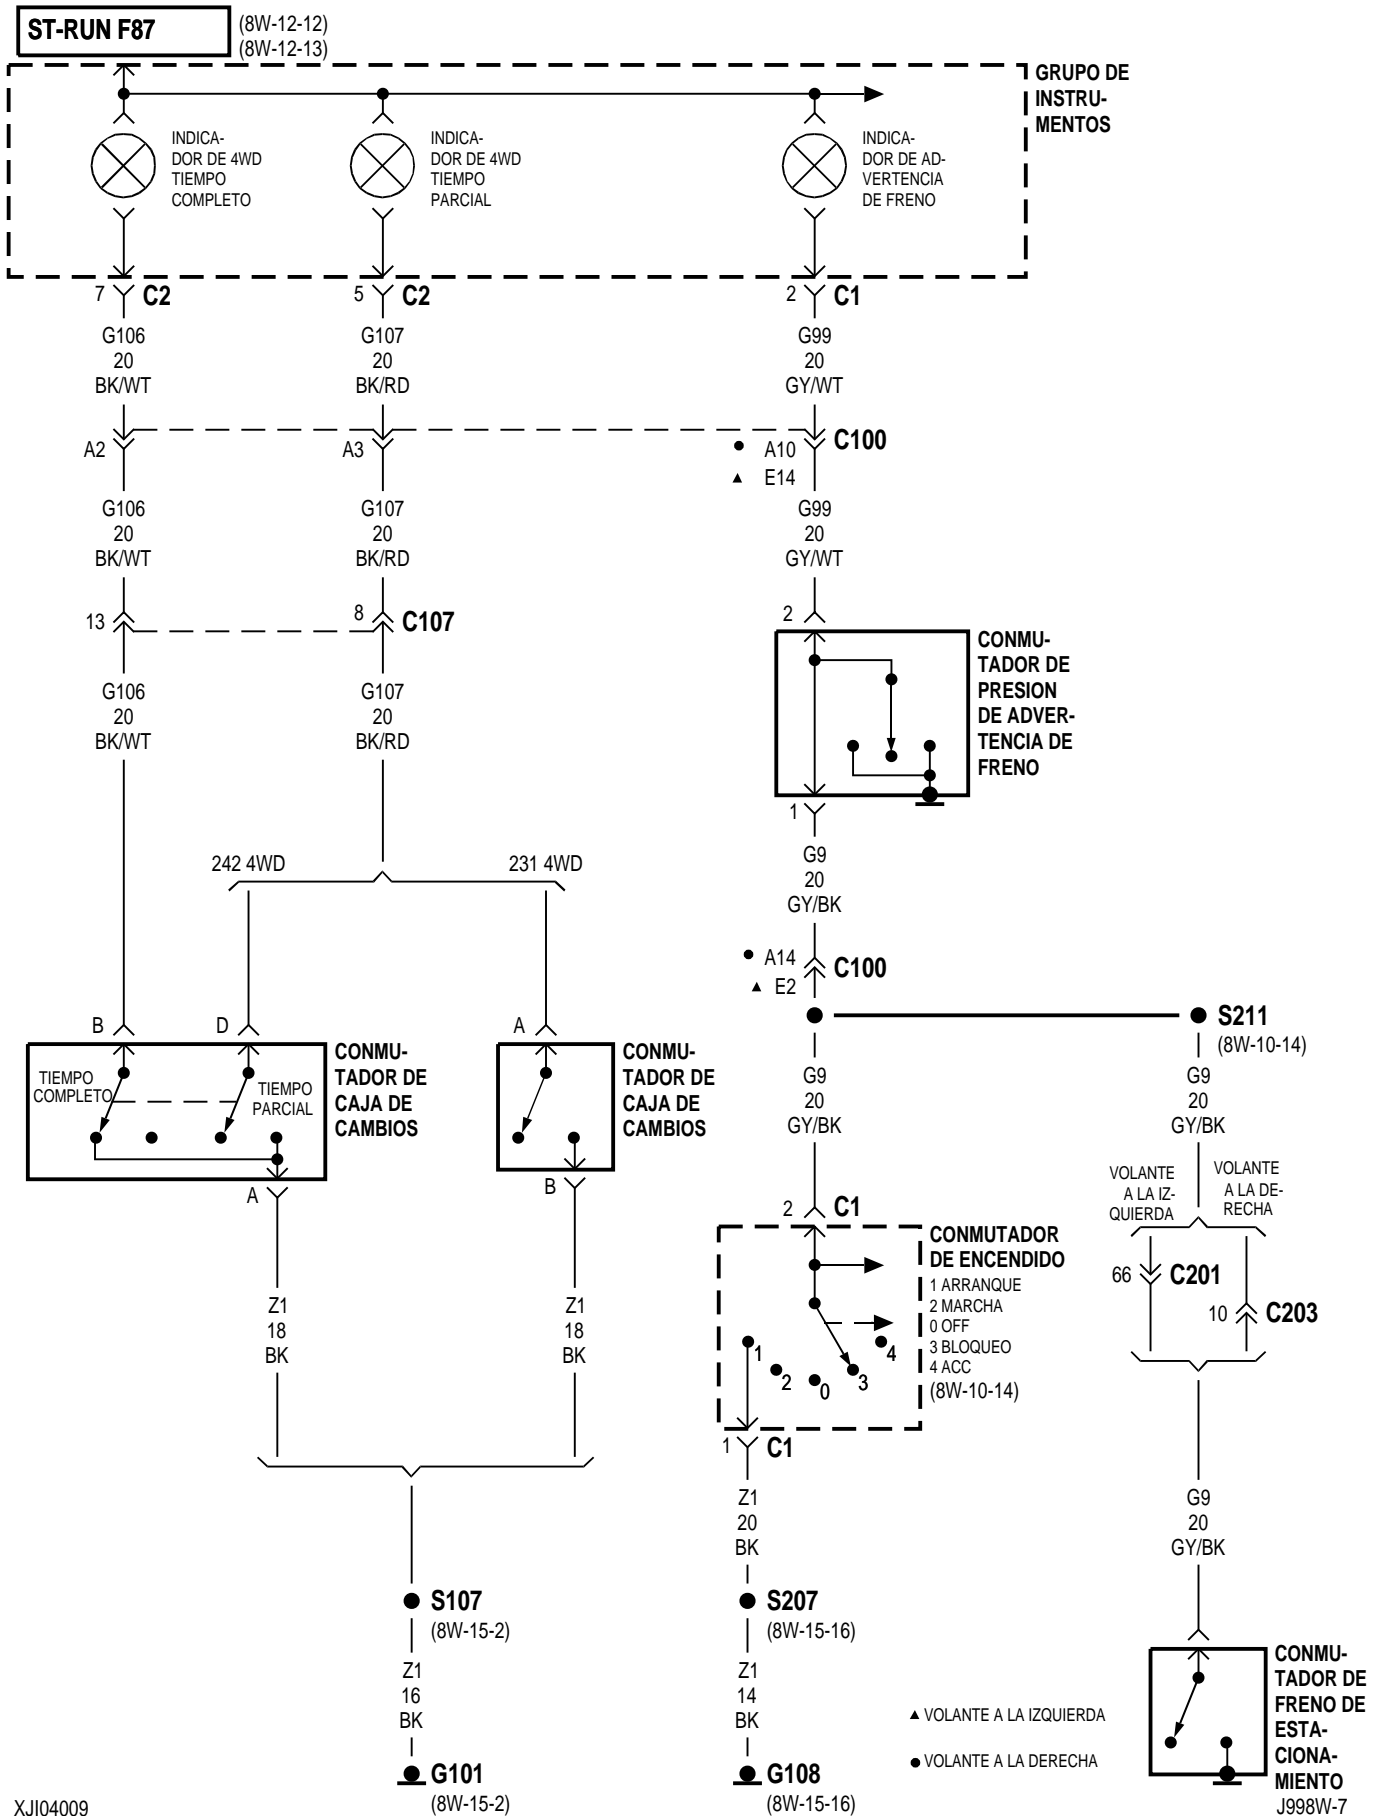 ST-RUN F87
(8W-12-12)
(8W-12-13)
GRUPO DE
INSTRU-
MENTOS
INDICA-
DOR DE 4WD
TIEMPO
COMPLETO
INDICA-
DOR DE 4WD
TIEMPO
PARCIAL
INDICA-
DOR DE AD-
VERTENCIA
DE FRENO
7 C2
5 C2
2 C1
G106
20
BK/WT
G107
20
BK/RD
G99
20
GY/WT
A2
A3
A10
E14
C100
G106
20
BK/WT
G107
20
BK/RD
G99
20
GY/WT
13
8
C107
2
CONMU-
TADOR DE
PRESION
DE ADVER-
TENCIA DE
FRENO
G106
20
BK/WT
G107
20
BK/RD
1
G9
20
GY/BK
242 4WD
231 4WD
A14
E2
C100
S211
(8W-10-14)
B
D
A
TIEMPO
COMPLETO
TIEMPO
PARCIAL
CONMU-
TADOR DE
CAJA DE
CAMBIOS
CONMU-
TADOR DE
CAJA DE
CAMBIOS
G9
20
GY/BK
G9
20
GY/BK
A
B
VOLANTE
A LA IZ-
QUIERDA
VOLANTE
A LA DE-
RECHA
2 C1
CONMUTADOR
DE ENCENDIDO
1 ARRANQUE
2 MARCHA
0 OFF
3 BLOQUEO
4 ACC
(8W-10-14)
1
2
0
3
4
66 C201
10 C203
Z1
18
BK
Z1
18
BK
1 C1
Z1
20
BK
G9
20
GY/BK
S107
(8W-15-2)
S207
(8W-15-16)
Z1
16
BK
Z1
14
BK
CONMU-
TADOR DE
FRENO DE
ESTA-
CIONA-
MIENTO
▲ VOLANTE A LA IZQUIERDA
● VOLANTE A LA DERECHA
G101
(8W-15-2)
G108
(8W-15-16)
XJI04009
J998W-7